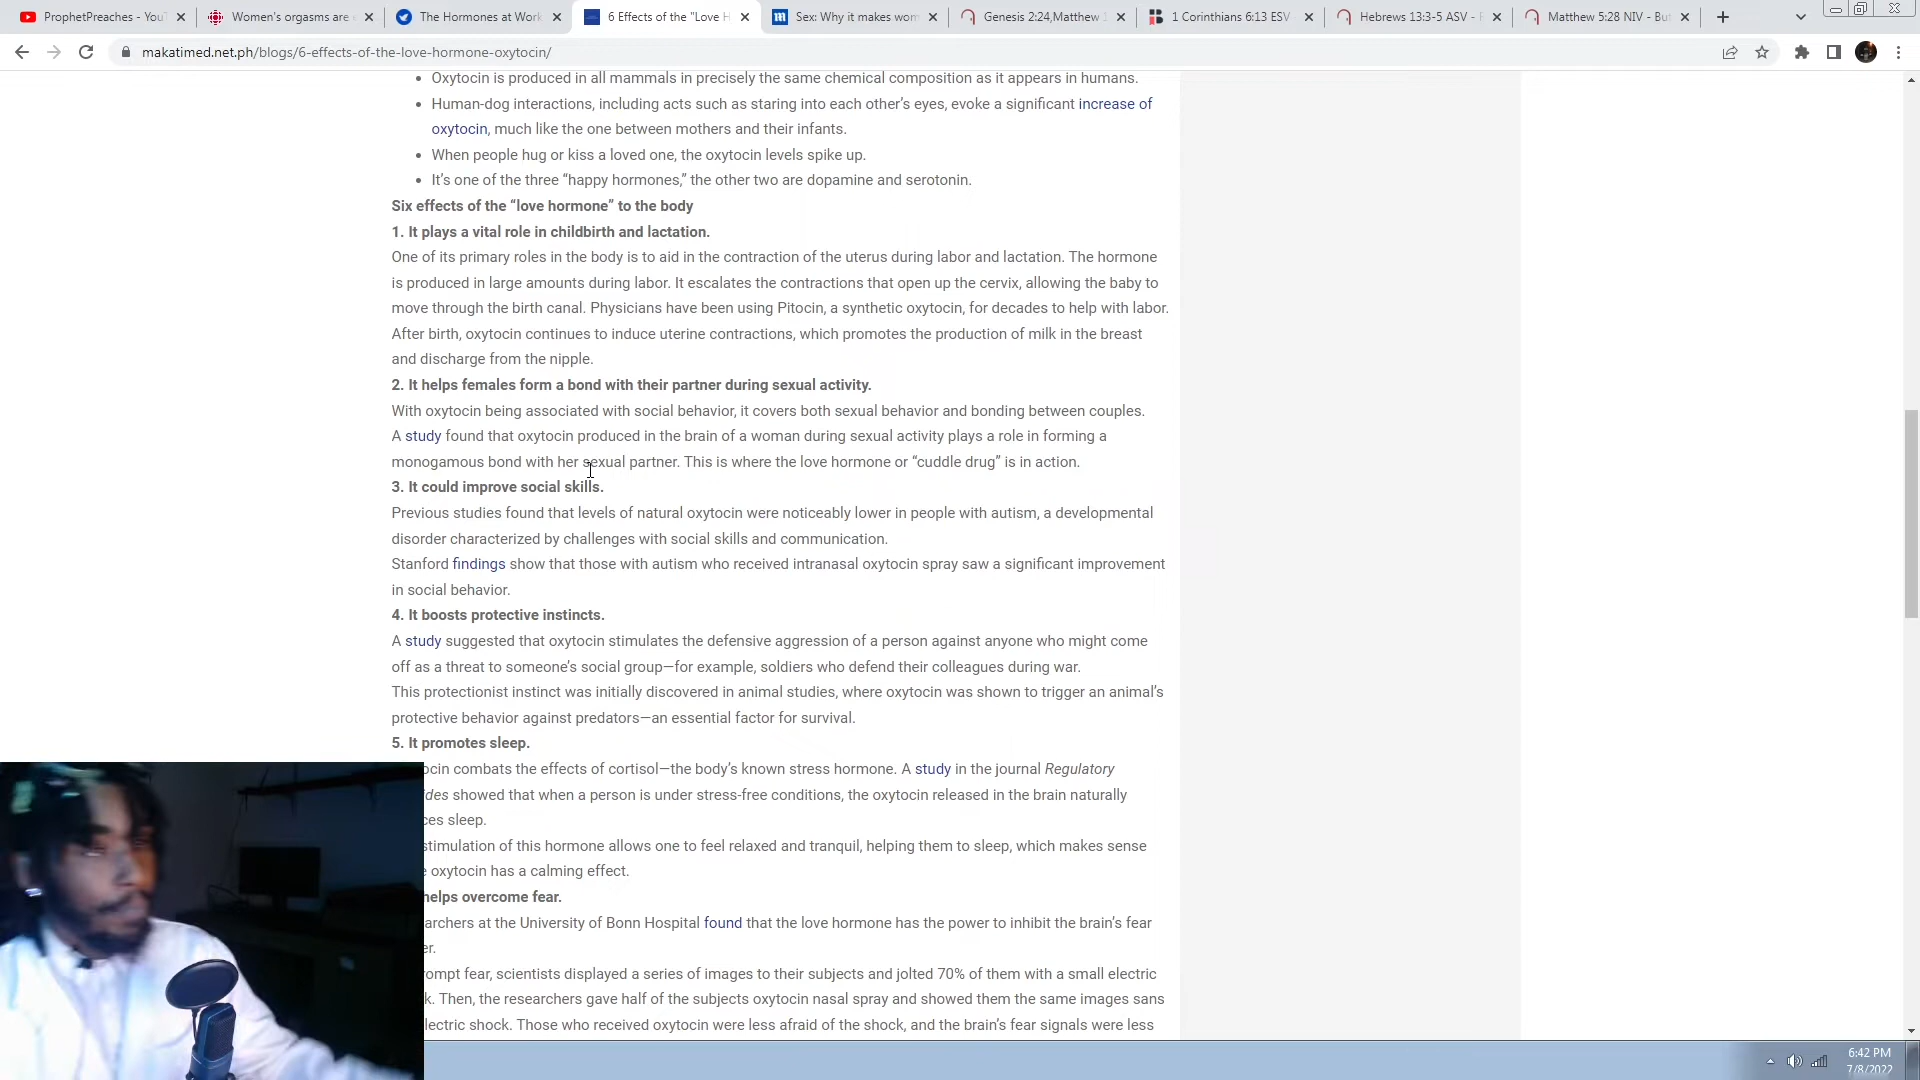 ProphetPreaches - You
Women's orgasms are
The Hormones at Work
6 Effects of the "Love H
Sex: Why it makes wom
Genesis 2:24,Matthew
1 Corinthians 6:13 ESV
Hebrews 13:3-5 ASV -
Matthew 5:28 NIV - But
makatimed.net.ph/blogs/6-effects-of-the-love-hormone-oxytocin/
• Oxytocin is produced in all mammals in precisely the same chemical composition as it appears in humans.
• Human-dog interactions, including acts such as staring into each other’s eyes, evoke a significant increase of
oxytocin, much like the one between mothers and their infants.
• When people hug or kiss a loved one, the oxytocin levels spike up.
• It’s one of the three “happy hormones,” the other two are dopamine and serotonin.
Six effects of the “love hormone” to the body
1. It plays a vital role in childbirth and lactation.
One of its primary roles in the body is to aid in the contraction of the uterus during labor and lactation. The hormone
is produced in large amounts during labor. It escalates the contractions that open up the cervix, allowing the baby to
move through the birth canal. Physicians have been using Pitocin, a synthetic oxytocin, for decades to help with labor.
After birth, oxytocin continues to induce uterine contractions, which promotes the production of milk in the breast
and discharge from the nipple.
2. It helps females form a bond with their partner during sexual activity.
With oxytocin being associated with social behavior, it covers both sexual behavior and bonding between couples.
A study found that oxytocin produced in the brain of a woman during sexual activity plays a role in forming a
monogamous bond with her sexual partner. This is where the love hormone or “cuddle drug” is in action.
3. It could improve social skills.
Previous studies found that levels of natural oxytocin were noticeably lower in people with autism, a developmental
disorder characterized by challenges with social skills and communication.
Stanford findings show that those with autism who received intranasal oxytocin spray saw a significant improvement
in social behavior.
4. It boosts protective instincts.
A study suggested that oxytocin stimulates the defensive aggression of a person against anyone who might come
off as a threat to someone’s social group—for example, soldiers who defend their colleagues during war.
This protectionist instinct was initially discovered in animal studies, where oxytocin was shown to trigger an animal’s
protective behavior against predators—an essential factor for survival.
5. It promotes sleep.
ocin combats the effects of cortisol—the body’s known stress hormone. A study in the journal Regulatory
ides showed that when a person is under stress-free conditions, the oxytocin released in the brain naturally
ces sleep.
stimulation of this hormone allows one to feel relaxed and tranquil, helping them to sleep, which makes sense
e oxytocin has a calming effect.
helps overcome fear.
archers at the University of Bonn Hospital found that the love hormone has the power to inhibit the brain’s fear
er.
ompt fear, scientists displayed a series of images to their subjects and jolted 70% of them with a small electric
k. Then, the researchers gave half of the subjects oxytocin nasal spray and showed them the same images sans
lectric shock. Those who received oxytocin were less afraid of the shock, and the brain’s fear signals were less
6:42 PM
7/8/2022